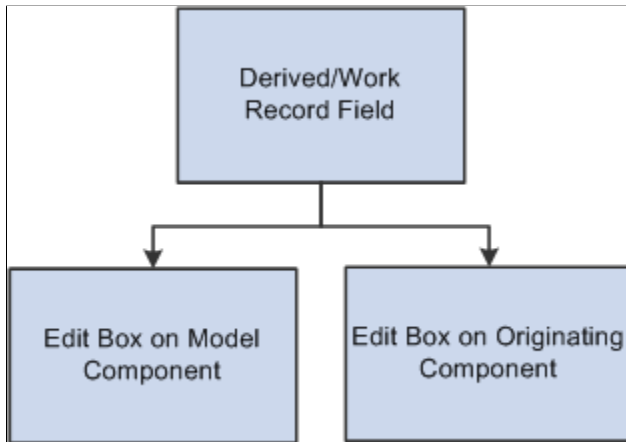 Derived/Work
Record Field
Edit Box on Model
Component
Edit Box on Originating
Component